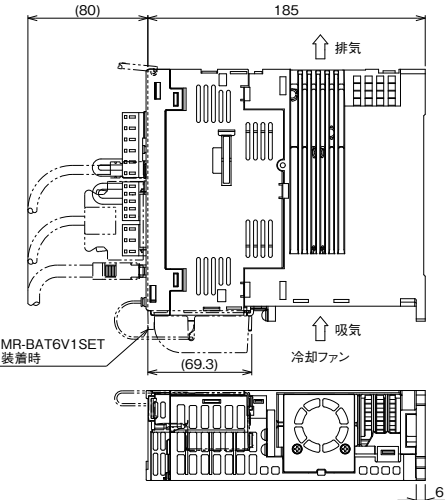 (80)
185
排気
MR-BAT6V1SET
装着時
吸気
冷却ファン
(69.3)
6